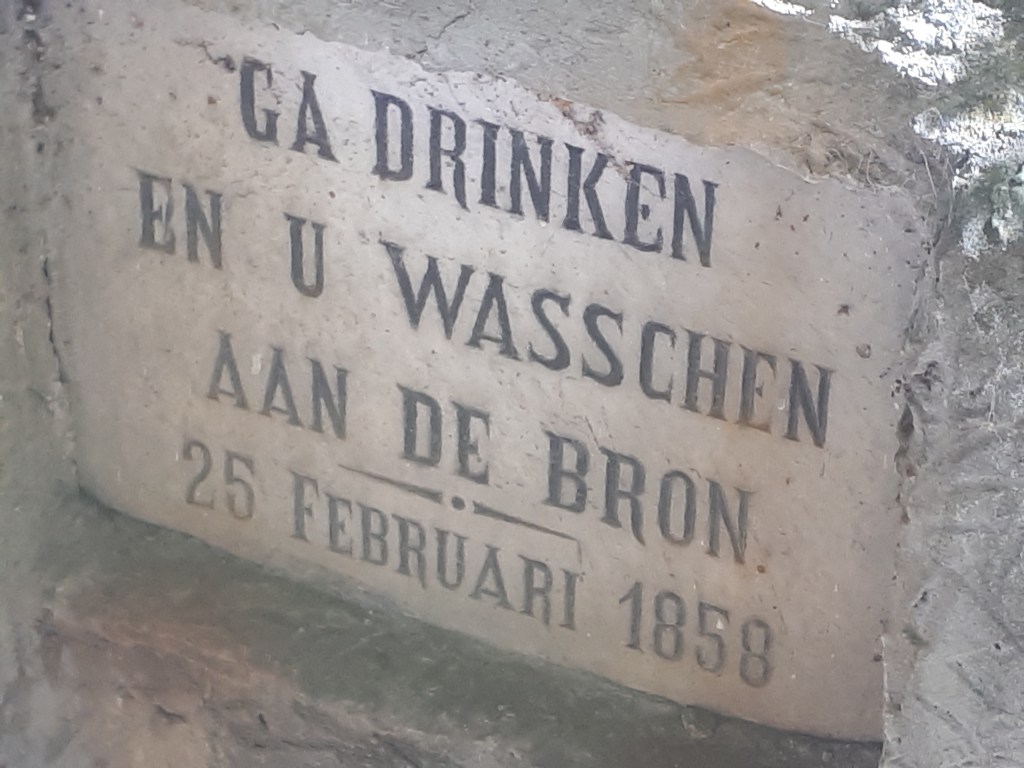 GA DRINKEN
EN U WASSCHEN
AAN DE BRON
25 FEBRUARI 1858